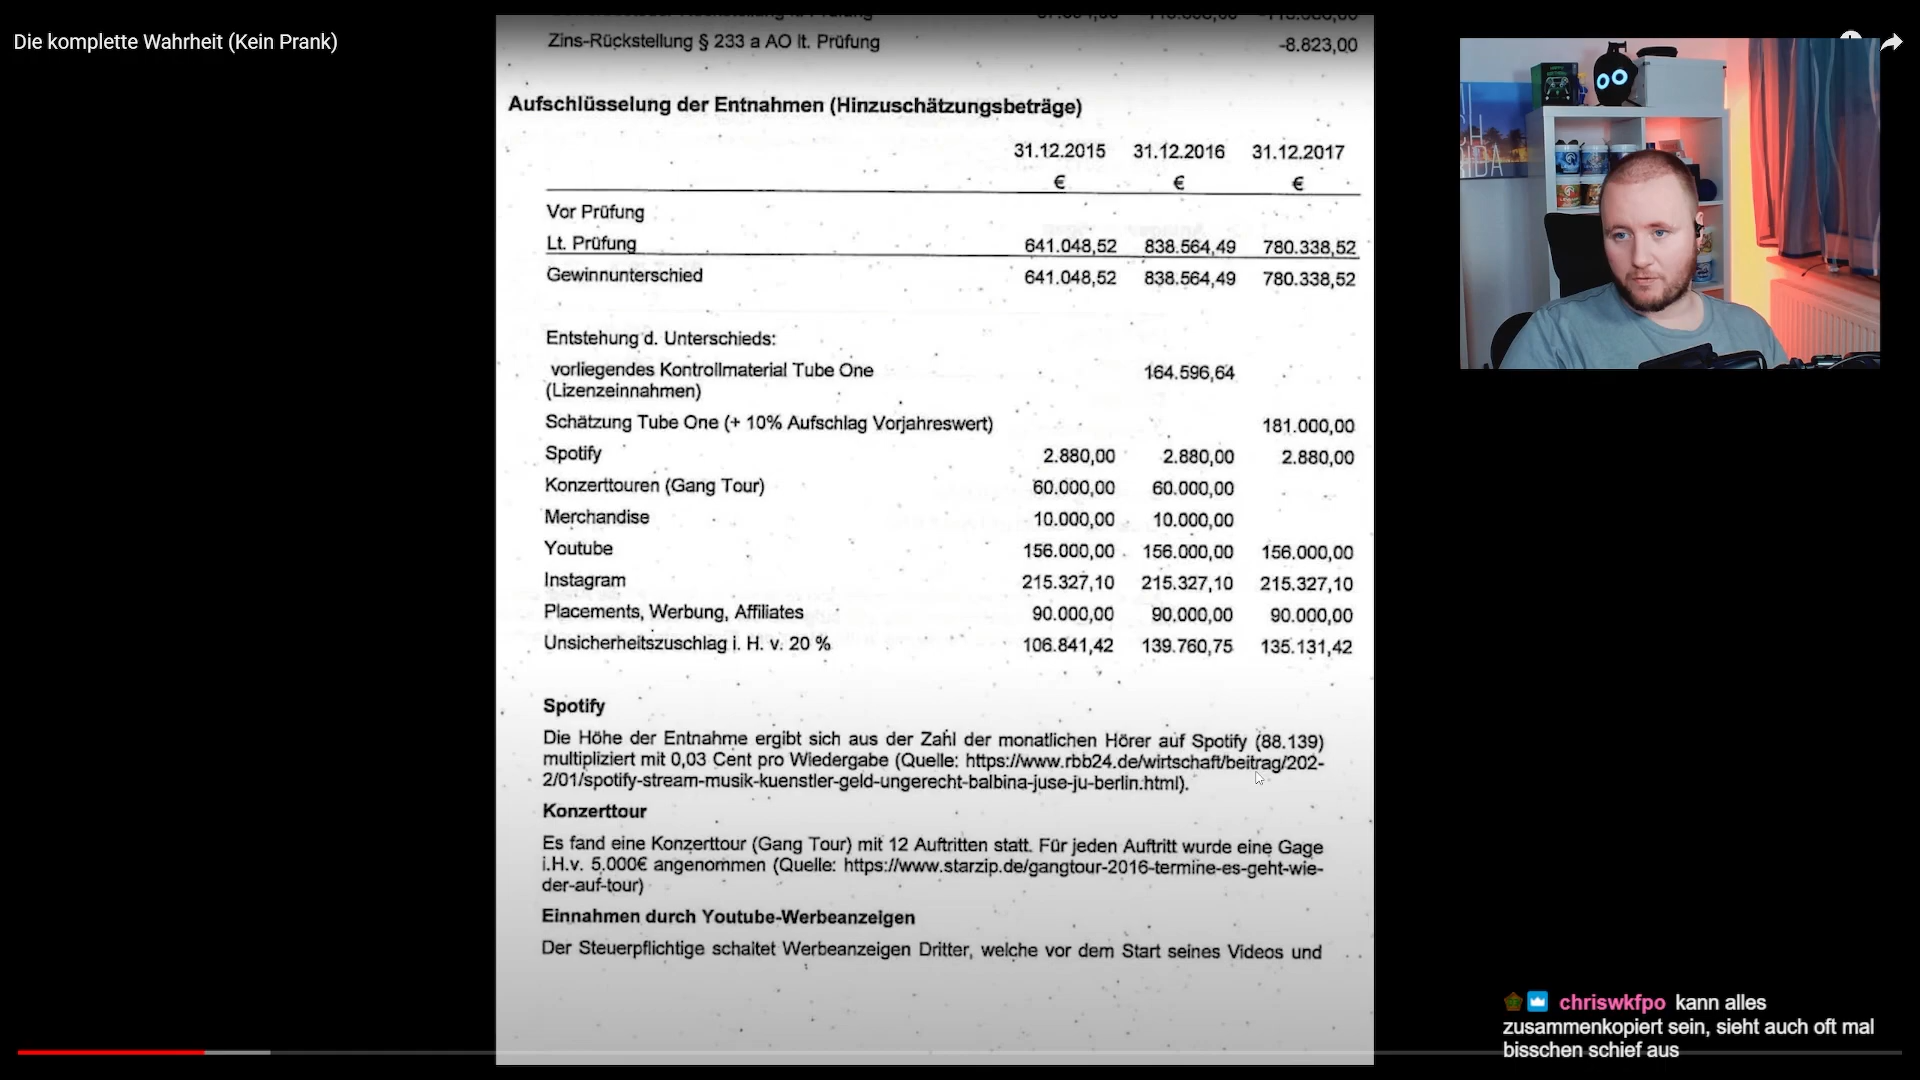 Die komplette Wahrheit (Kein Prank)
Zins-Rückstellung § 233 a AO lt. Prüfung -8.823,00
Aufschlüsselung der Entnahmen (Hinzuschätzungsbeträge)
31.12.2015 31.12.2016 31.12.2017
€ € €
Vor Prüfung
Lt. Prüfung 641.048,52 838.564,49 780.338,52
Gewinnunterschied 641.048,52 838.564,49 780.338,52
Entstehung d. Unterschieds:
vorliegendes Kontrollmaterial Tube One 164.596,64
(Lizenzeinnahmen)
Schätzung Tube One (+ 10% Aufschlag Vorjahreswert) 181.000,00
Spotify 2.880,00 2.880,00 2.880,00
Konzerttouren (Gang Tour) 60.000,00 60.000,00
Merchandise 10.000,00 10.000,00
Youtube 156.000,00 156.000,00 156.000,00
Instagram 215.327,10 215.327,10 215.327,10
Placements, Werbung, Affiliates 90.000,00 90.000,00 90.000,00
Unsicherheitszuschlag i. H. v. 20 % 106.841,42 139.760,75 135.131,42
Spotify
Die Höhe der Entnahme ergibt sich aus der Zahl der monatlichen Hörer auf Spotify (88.139)
multipliziert mit 0,03 Cent pro Wiedergabe (Quelle: https://www.rbb24.de/wirtschaft/beitrag/202-
2/01/spotify-stream-musik-kuenstler-geld-ungerecht-balbina-juse-ju-berlin.html).
Konzerttour
Es fand eine Konzerttour (Gang Tour) mit 12 Auftritten statt. Für jeden Auftritt wurde eine Gage
i.H.v. 5.000€ angenommen (Quelle: https://www.starzip.de/gangtour-2016-termine-es-geht-wie-
der-auf-tour)
Einnahmen durch Youtube-Werbeanzeigen
Der Steuerpflichtige schaltet Werbeanzeigen Dritter, welche vor dem Start seines Videos und
chriswkfpo kann alles
zusammenkopiert sein, sieht auch oft mal
bisschen schief aus